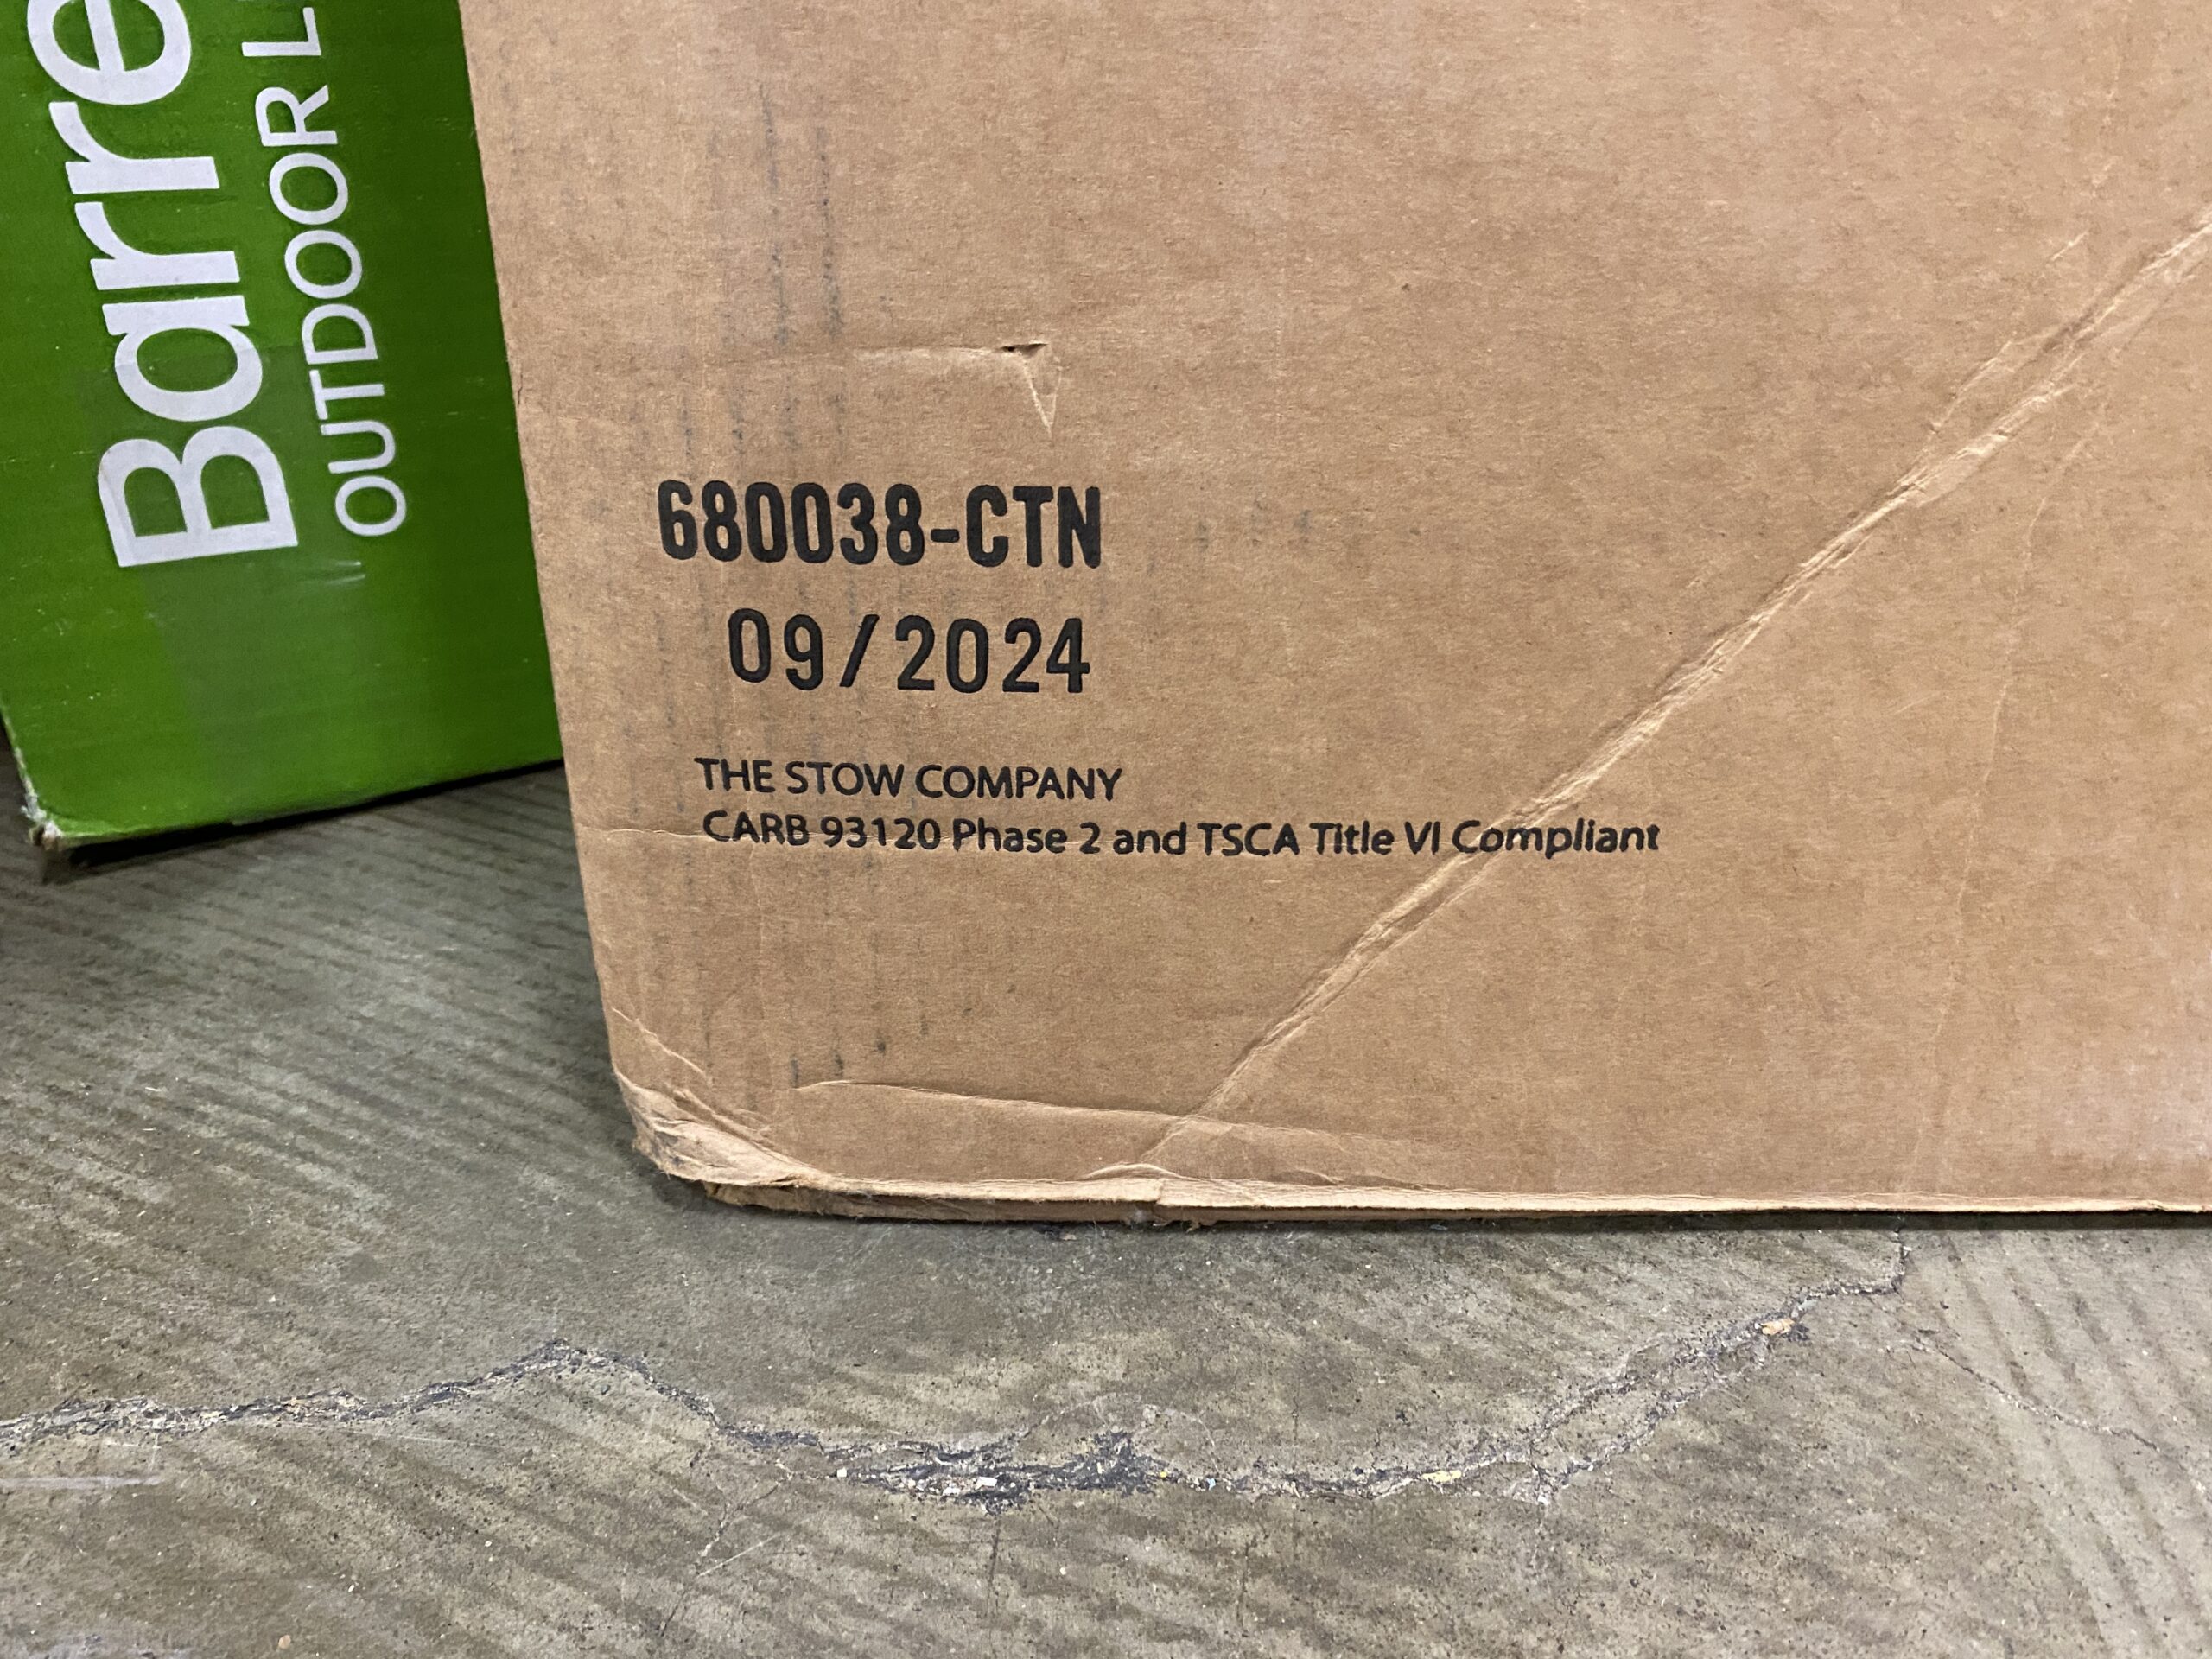 Barre
OUTDOOR L
680038-CTN
09/2024
THE STOW COMPANY
CARB 93120 Phase 2 and TSCA Title VI Compliant